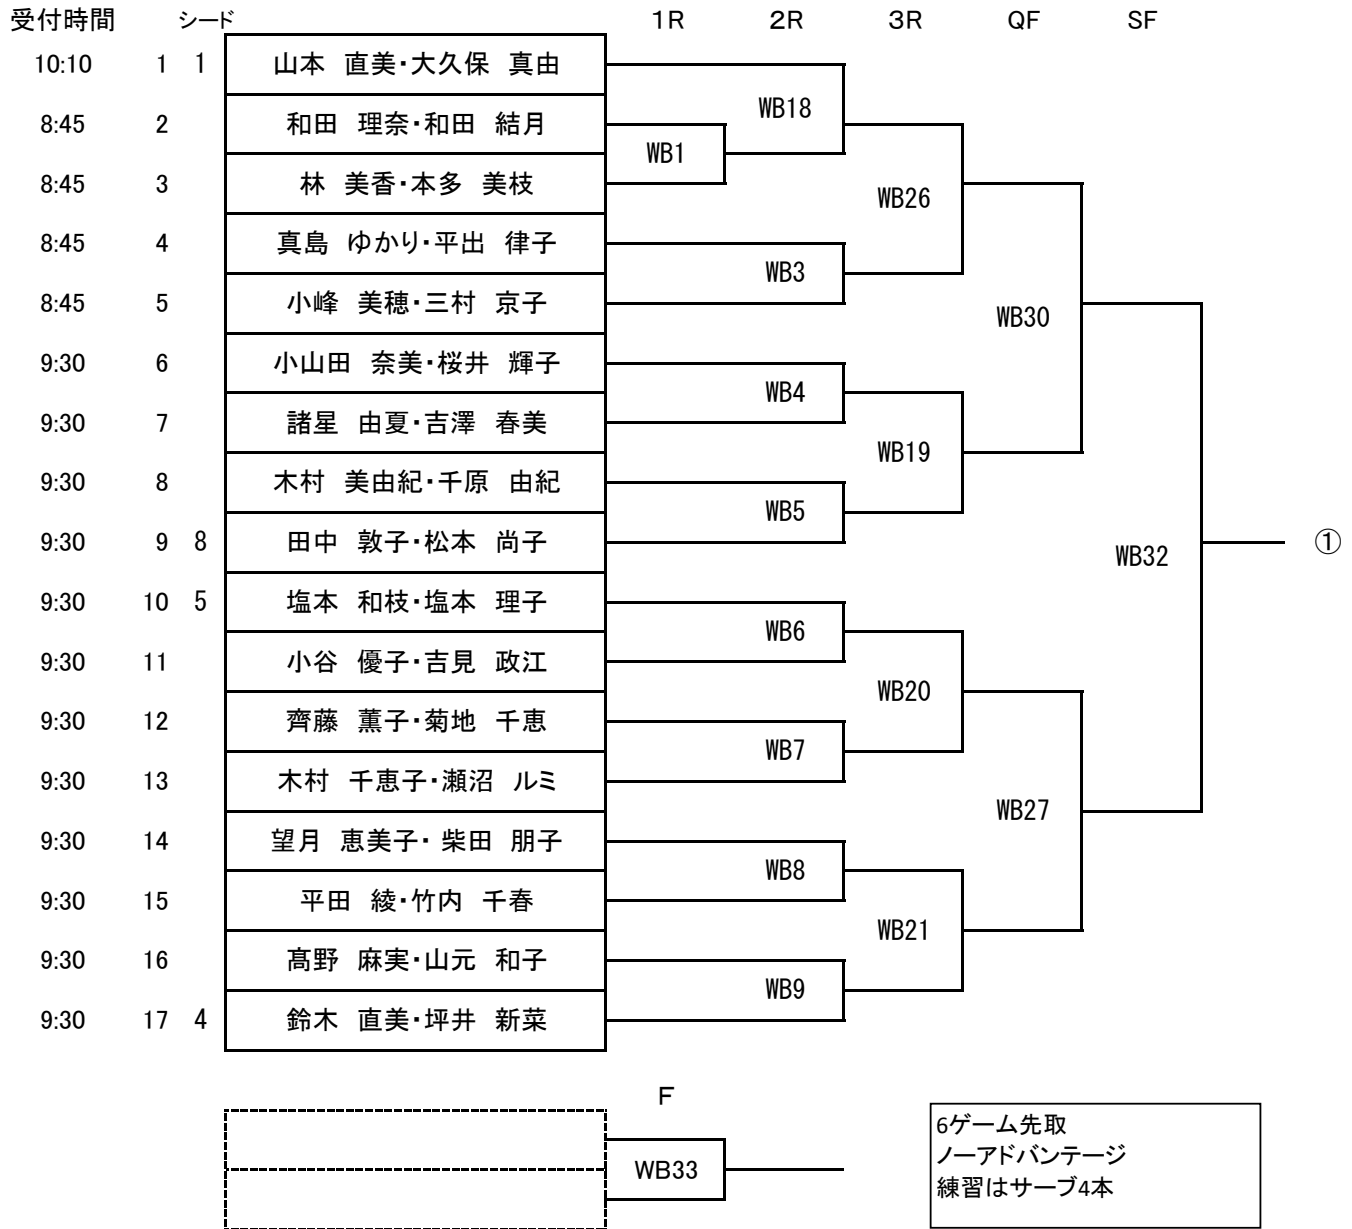 受付時間 シード 1R 2R 3R QF SF
10:10 1 1 山本 直美・大久保 真由
WB18
8:45 2 和田 理奈・和田 結月
WB1
8:45 3 林 美香・本多 美枝
WB26
8:45 4 真島 ゆかり・平出 律子
WB3
8:45 5 小峰 美穂・三村 京子
WB30
9:30 6 小山田 奈美・桜井 輝子
WB4
9:30 7 諸星 由夏・吉澤 春美
WB19
9:30 8 木村 美由紀・千原 由紀
WB5
9:30 9 8 田中 敦子・松本 尚子 ①
WB32
9:30 10 5 塩本 和枝・塩本 理子
WB6
9:30 11 小谷 優子・吉見 政江
WB20
9:30 12 齊藤 薫子・菊地 千恵
WB7
9:30 13 木村 千恵子・瀬沼 ルミ
WB27
9:30 14 望月 恵美子・ 柴田 朋子
WB8
9:30 15 平田 綾・竹内 千春
WB21
9:30 16 髙野 麻実・山元 和子
WB9
9:30 17 4 鈴木 直美・坪井 新菜
F
WB33
6ゲーム先取
ノーアドバンテージ
練習はサーブ4本